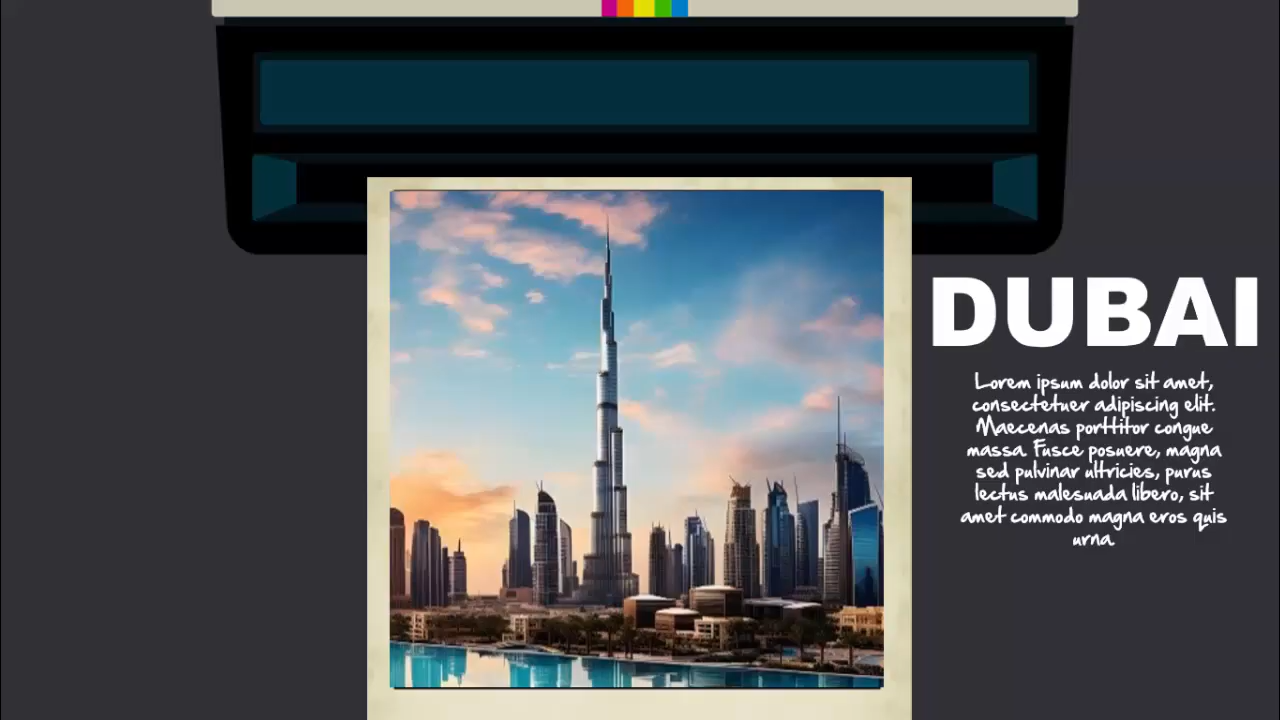 DUBAI
Lorem ipsum dolor sit amet,
consectetuer adipiscing elit.
Maecenas porttitor congue
massa. Fusce posuere, magna
sed pulvinar ultricies, purus
lectus malesuada libero, sit
amet commodo magna eros quis
urna.